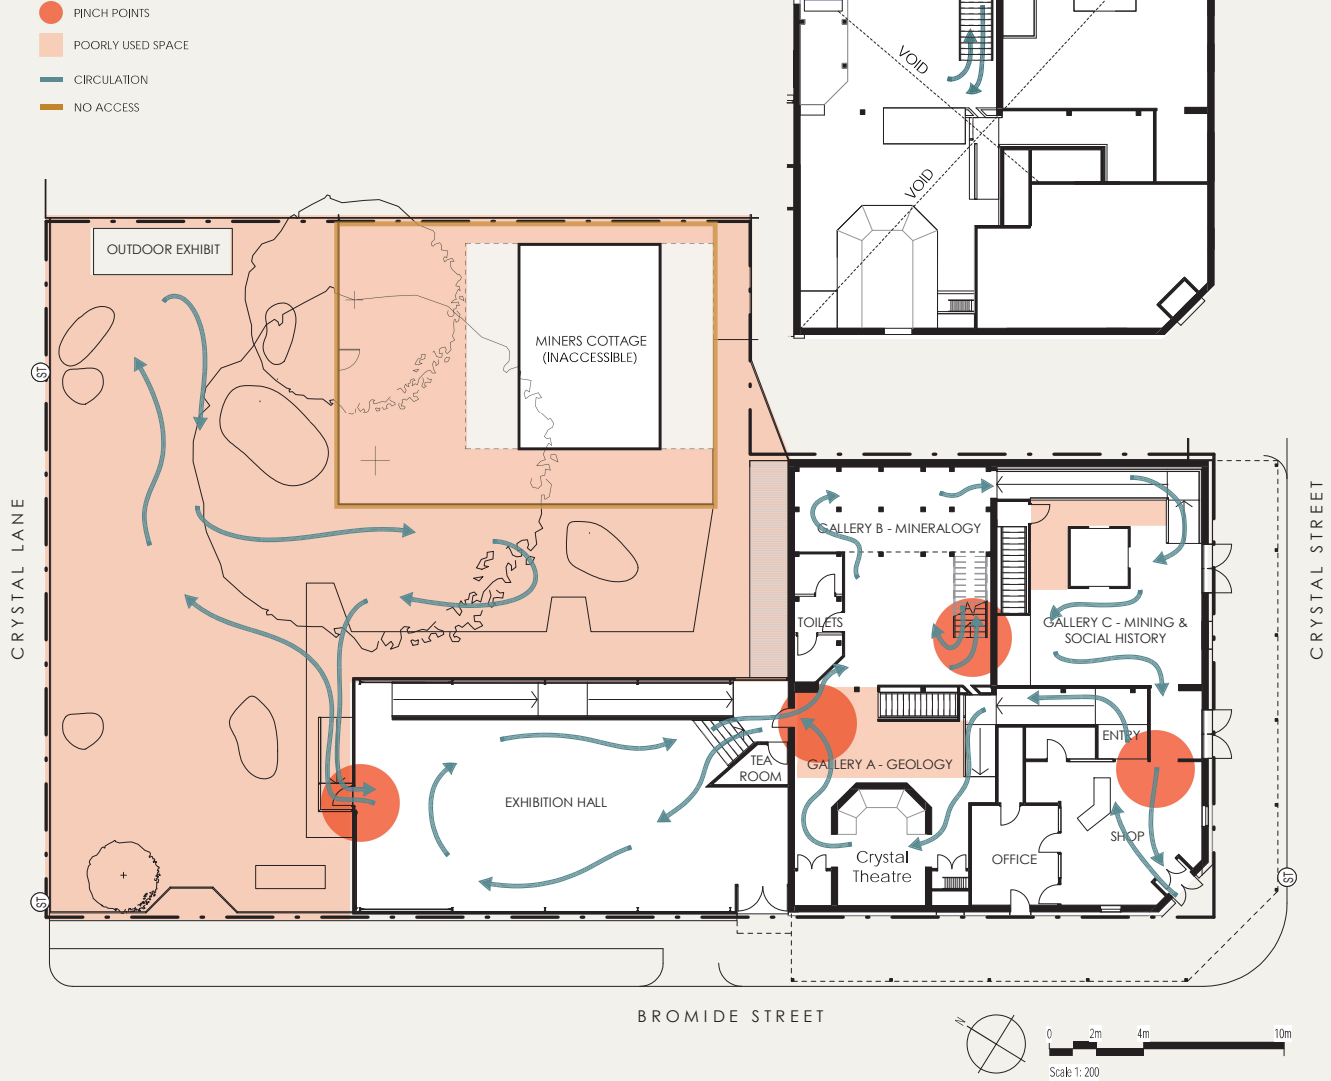 PINCH POINTS
POORLY USED SPACE
CIRCULATION
NO ACCESS
VOID
VOID
OUTDOOR EXHIBIT
MINERS COTTAGE
(INACCESSIBLE)
ST
ST
ST
CRYSTAL LANE
CRYSTAL STREET
GALLERY B - MINERALOGY
TOILETS
GALLERY C - MINING &
SOCIAL HISTORY
ENTRY
TEA
ROOM
GALLERY A - GEOLOGY
EXHIBITION HALL
SHOP
Crystal
Theatre
OFFICE
BROMIDE STREET
N
0 2m 4m 10m
Scale 1: 200